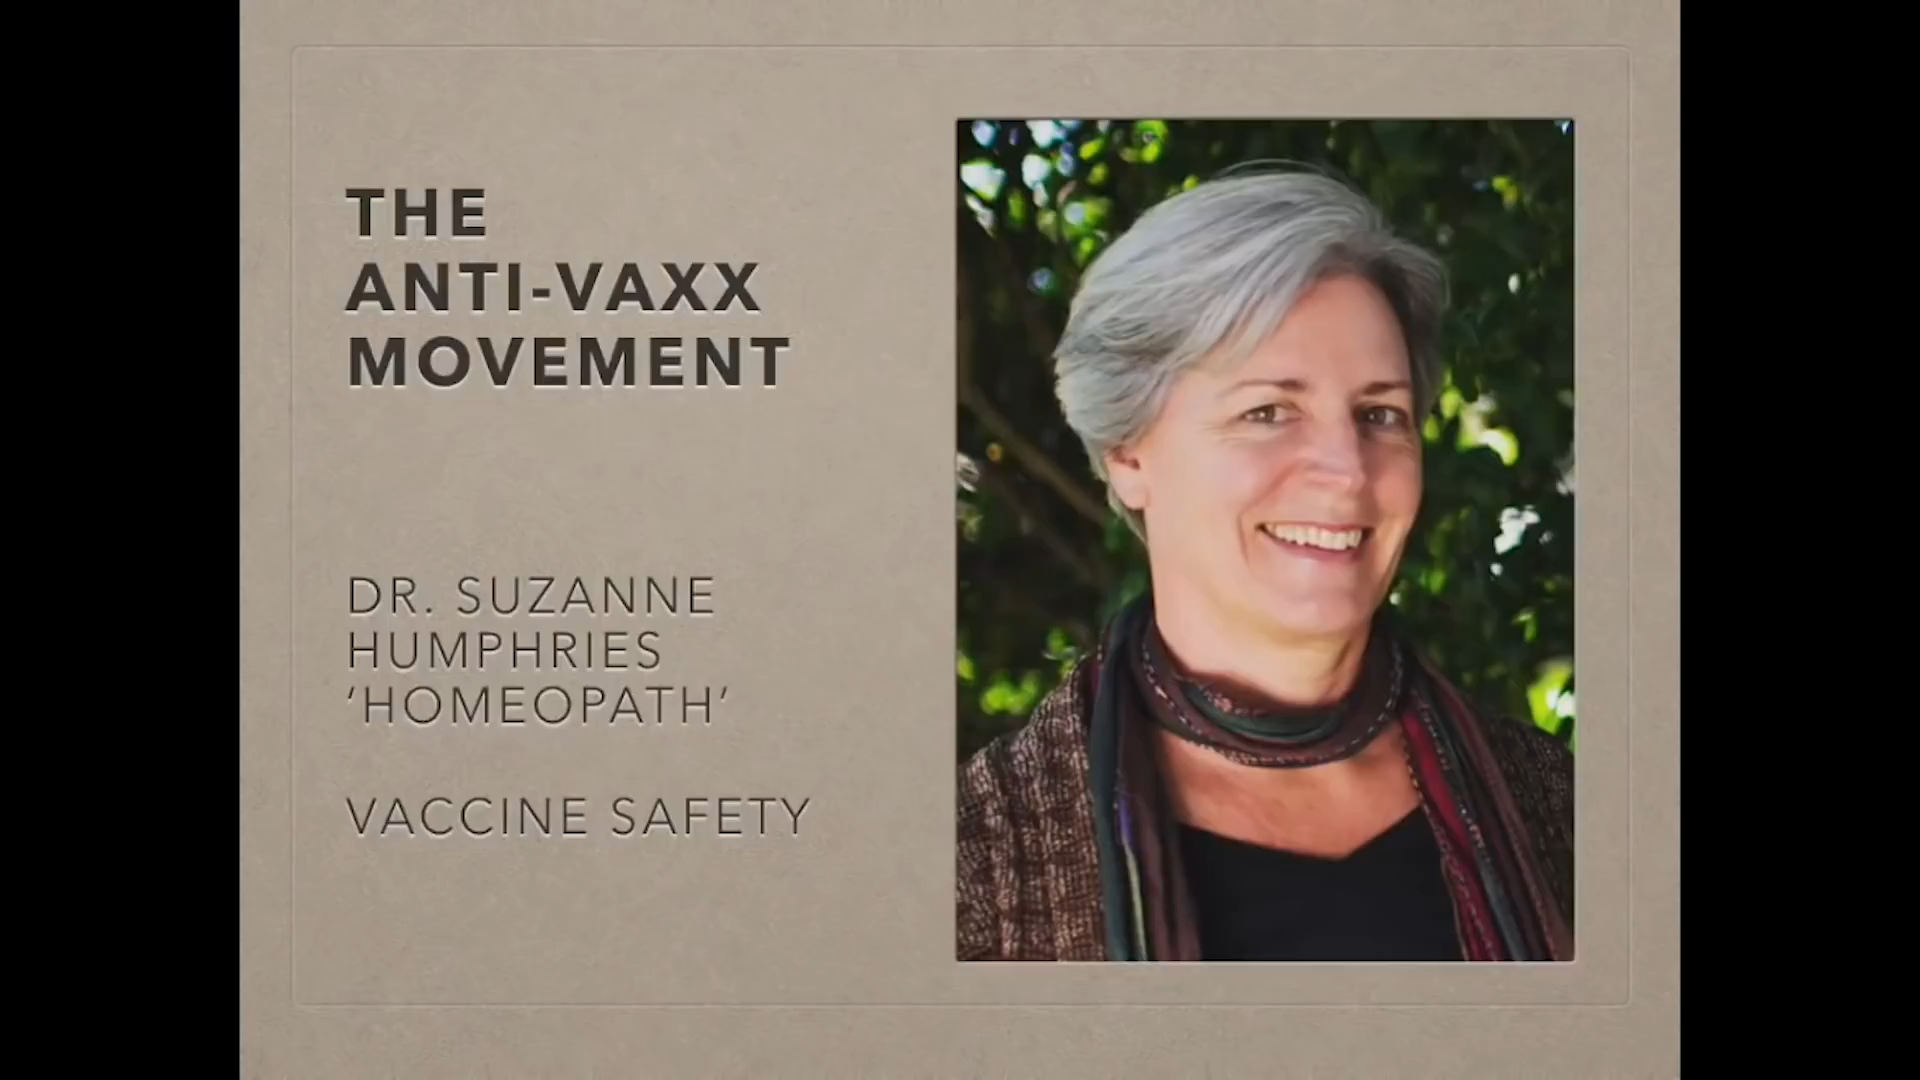 THE
ANTI-VAXX
MOVEMENT
DR. SUZANNE
HUMPHRIES
‘HOMEOPATH’
VACCINE SAFETY